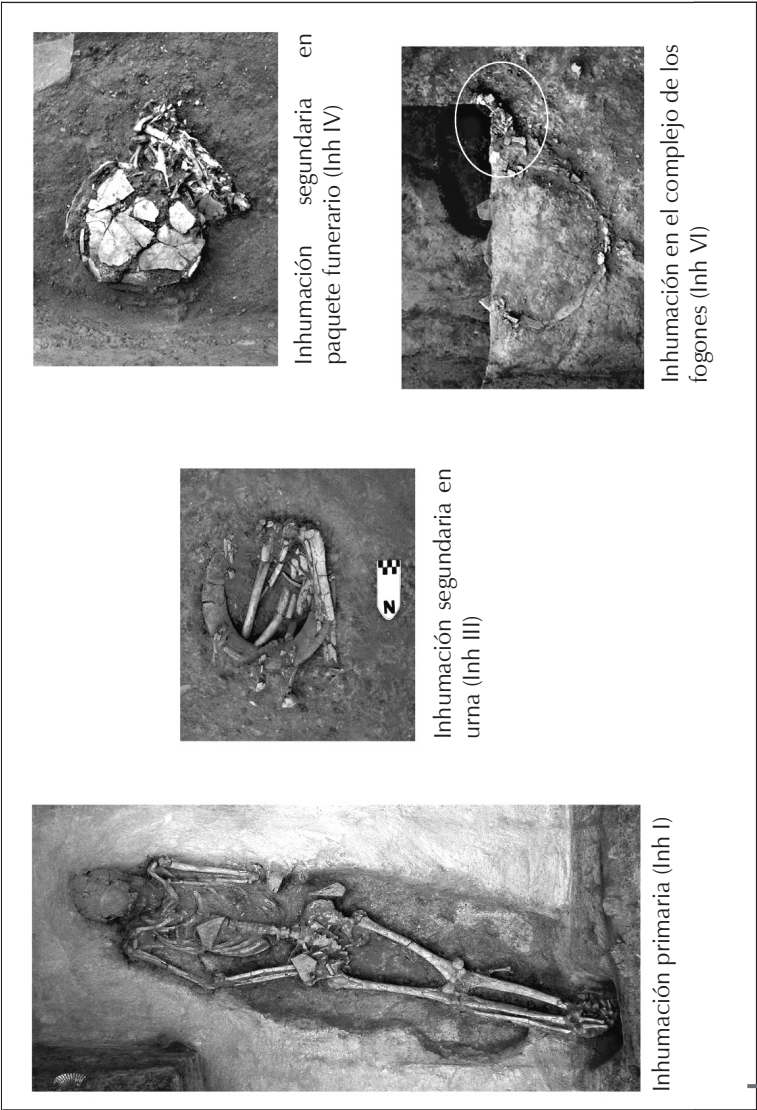 Inhumación primaria (Inh I)
Inhumación segundaria en
urna (Inh III)
N
Inhumación segundaria en
paquete funerario (Inh IV)
Inhumación en el complejo de los
fogones (Inh VI)